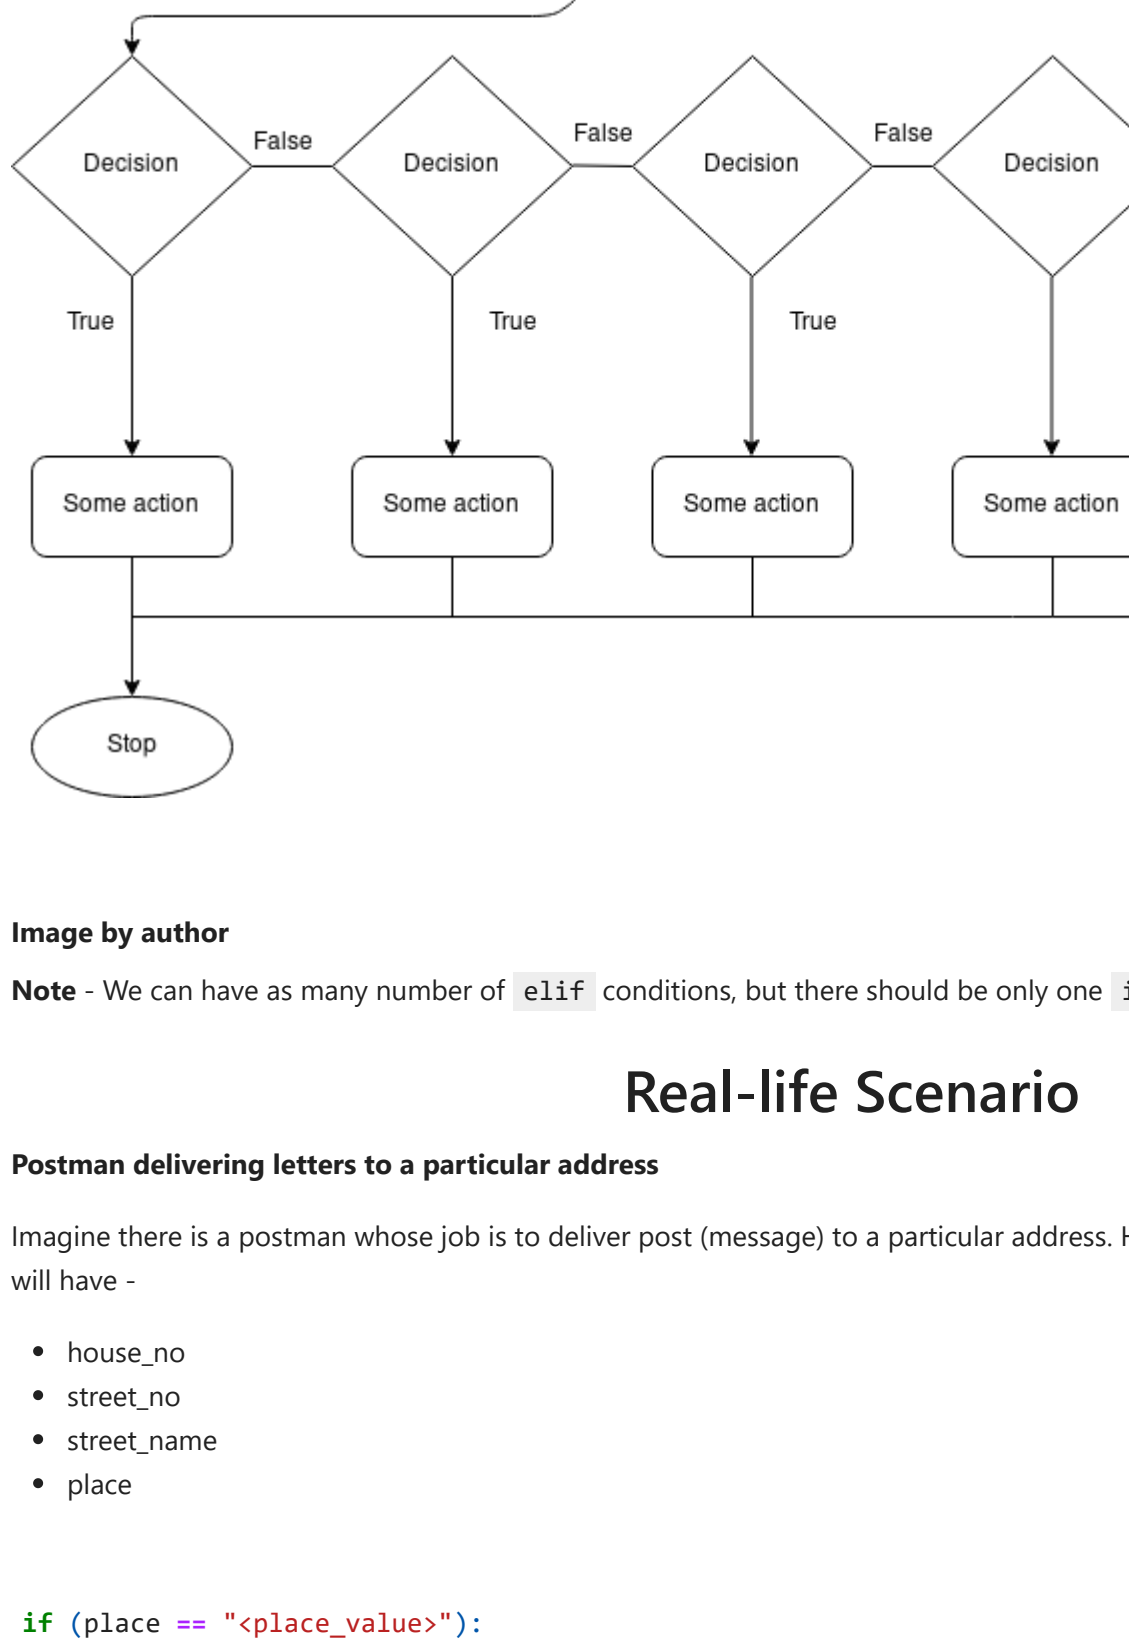 False
False
False
Decision
Decision
Decision
Decision
True
True
True
Some action
Some action
Some action
Some action
Stop
Image by author
Note - We can have as many number of elif conditions, but there should be only one
Real-life Scenario
Postman delivering letters to a particular address
Imagine there is a postman whose job is to deliver post (message) to a particular address.
will have -
• house_no
• street_no
• street_name
• place
if (place == "<place_value>"):